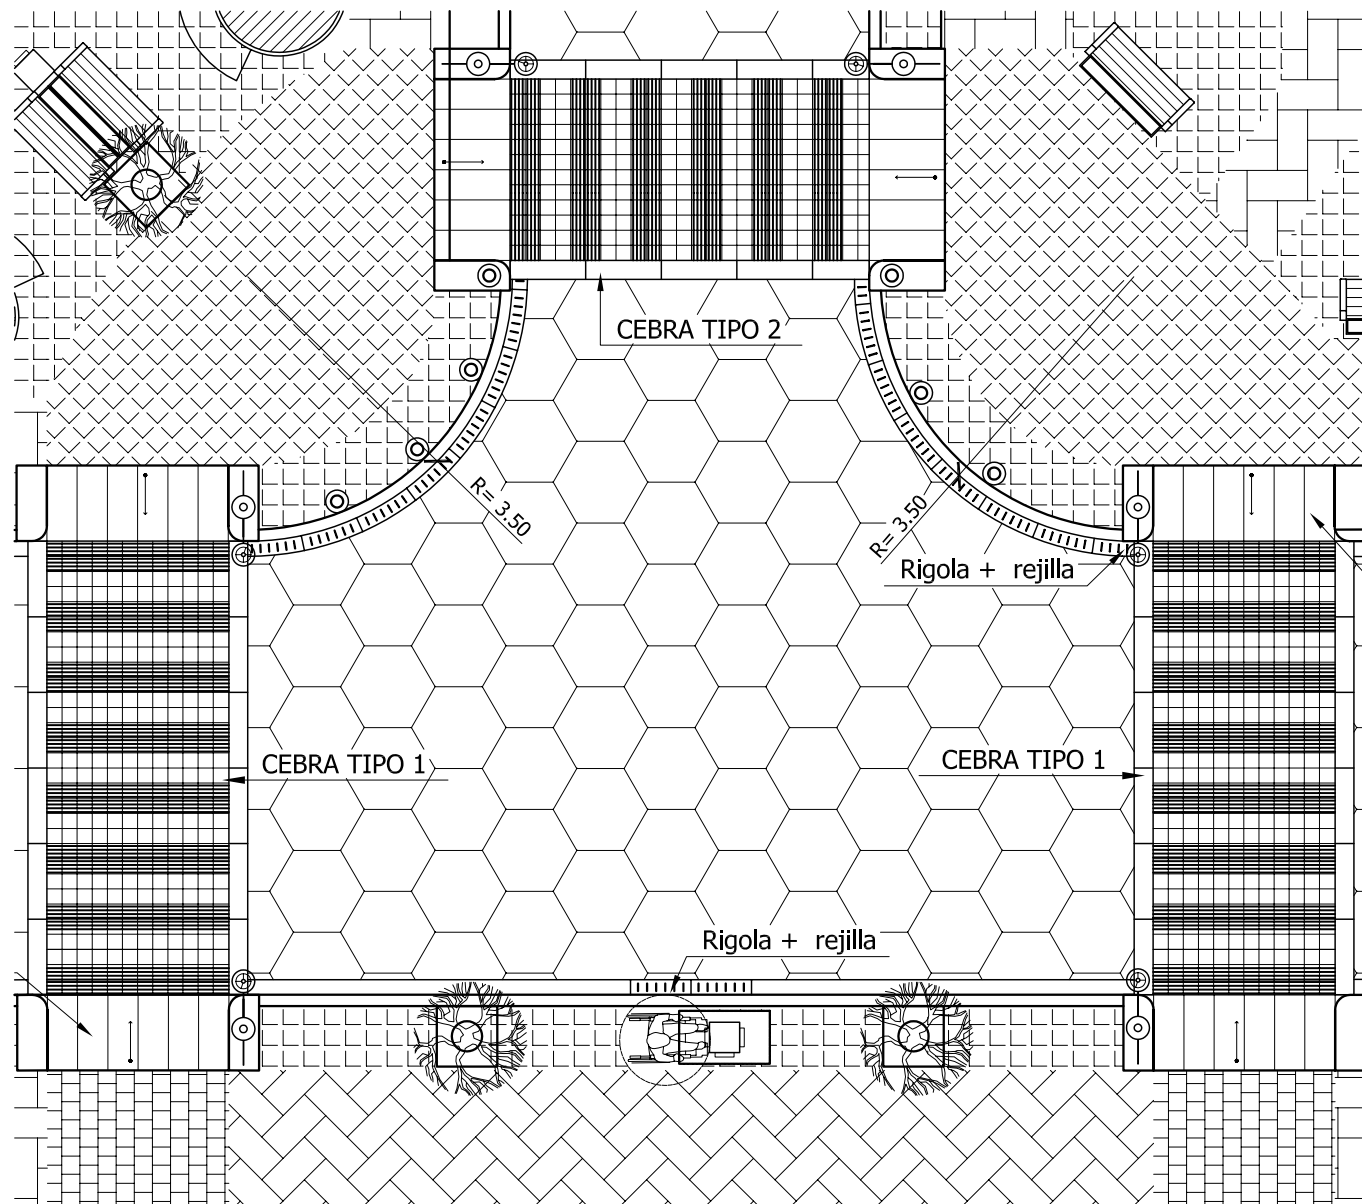 CEBRA TIPO 2
R= 3.50
R= 3.50
Rigola + rejilla
CEBRA TIPO 1
CEBRA TIPO 1
Rigola + rejilla